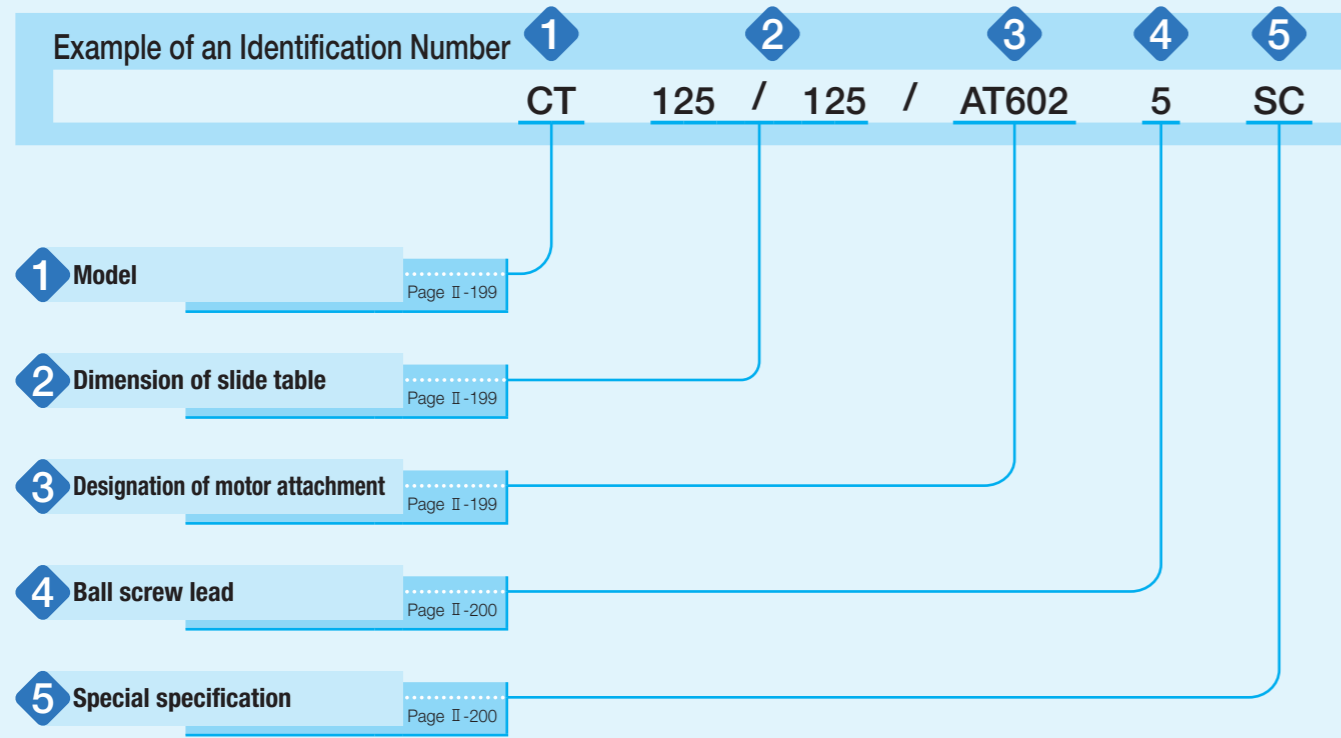 Example of an Identification Number 1 2 3 4 5
CT 125 / 125 / AT602 5 SC
1 Model
Page Ⅱ-199
2 Dimension of slide table
Page Ⅱ-199
3 Designation of motor attachment
Page Ⅱ-199
4 Ball screw lead
Page Ⅱ-200
5 Special specification
Page Ⅱ-200